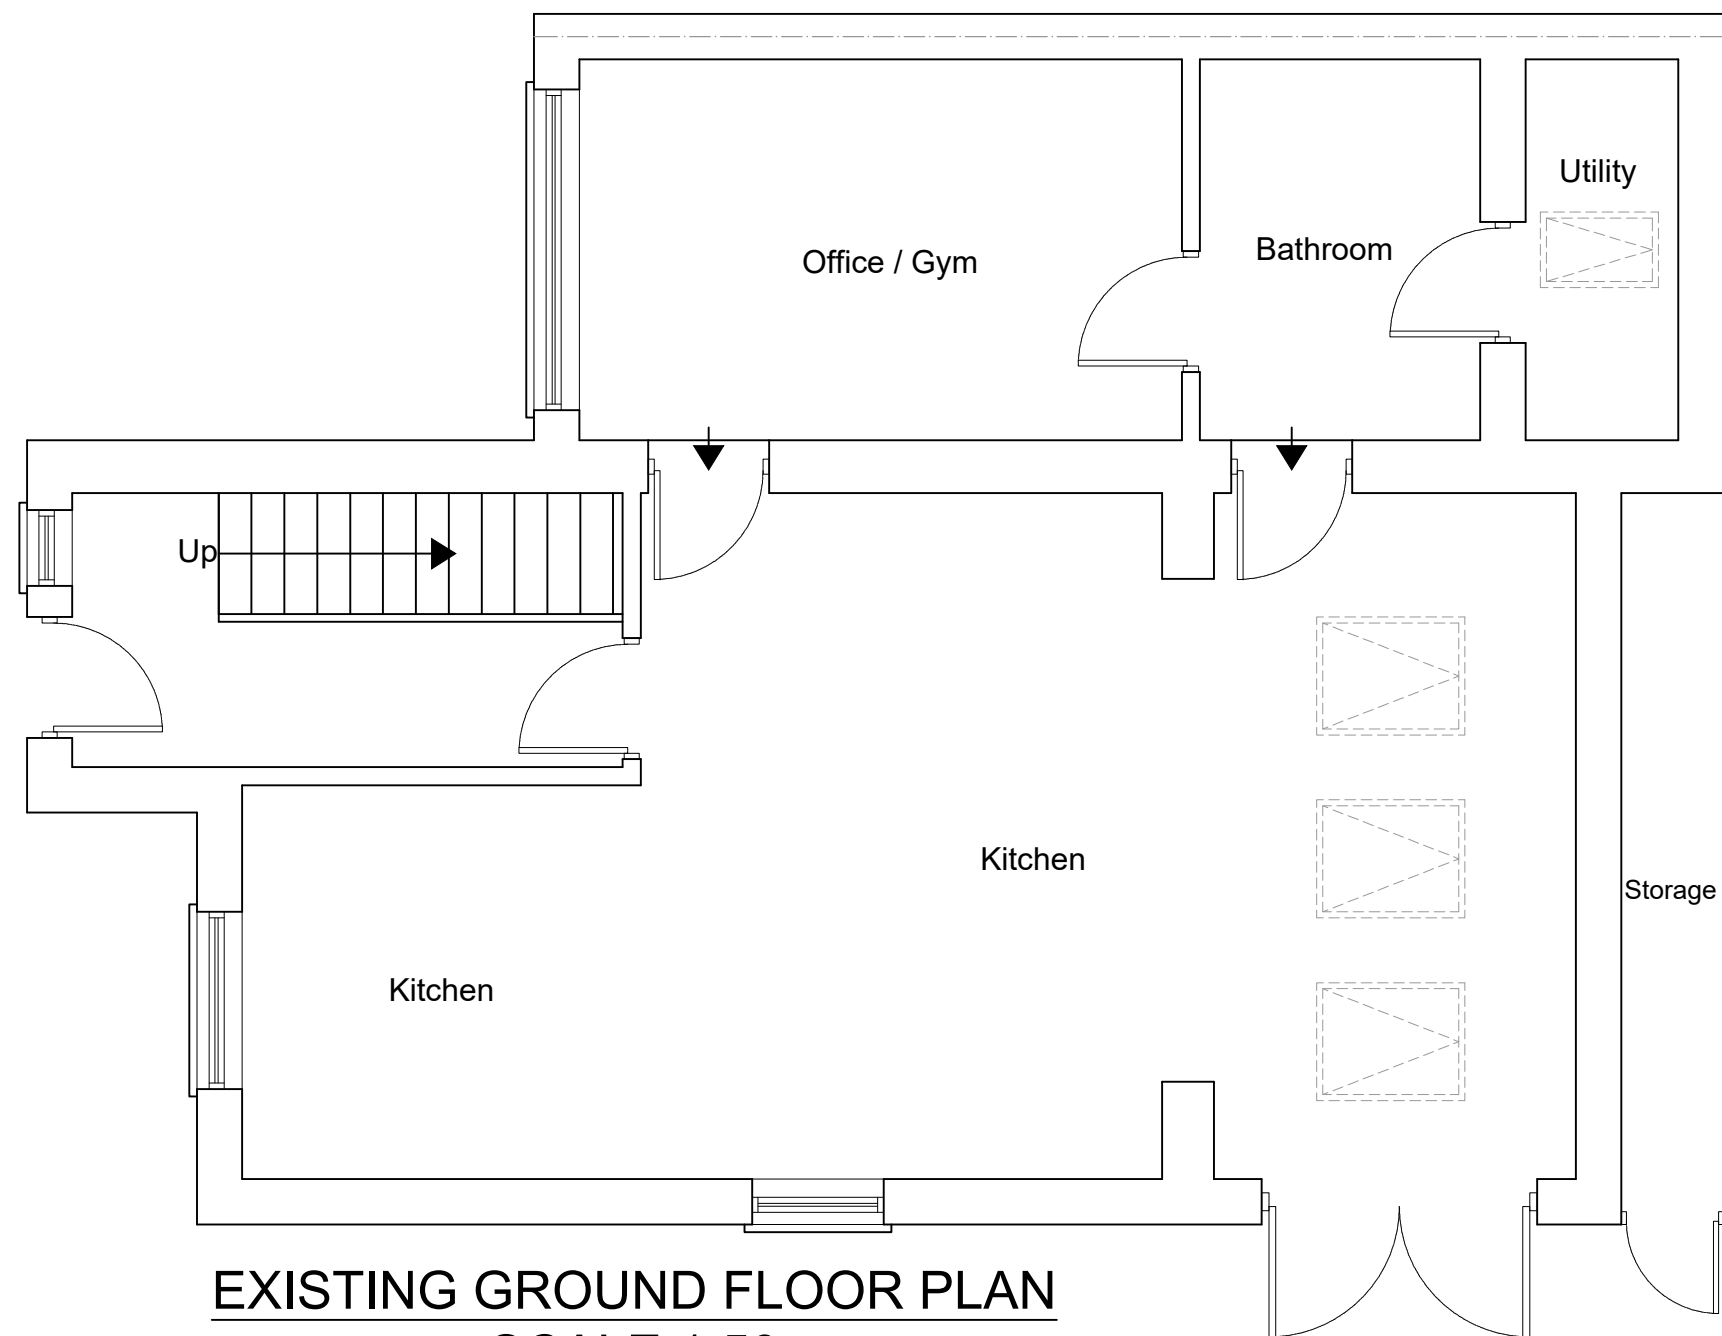 Utility
Bathroom
Office / Gym
Up
Kitchen
Storage
Kitchen
EXISTING GROUND FLOOR PLAN